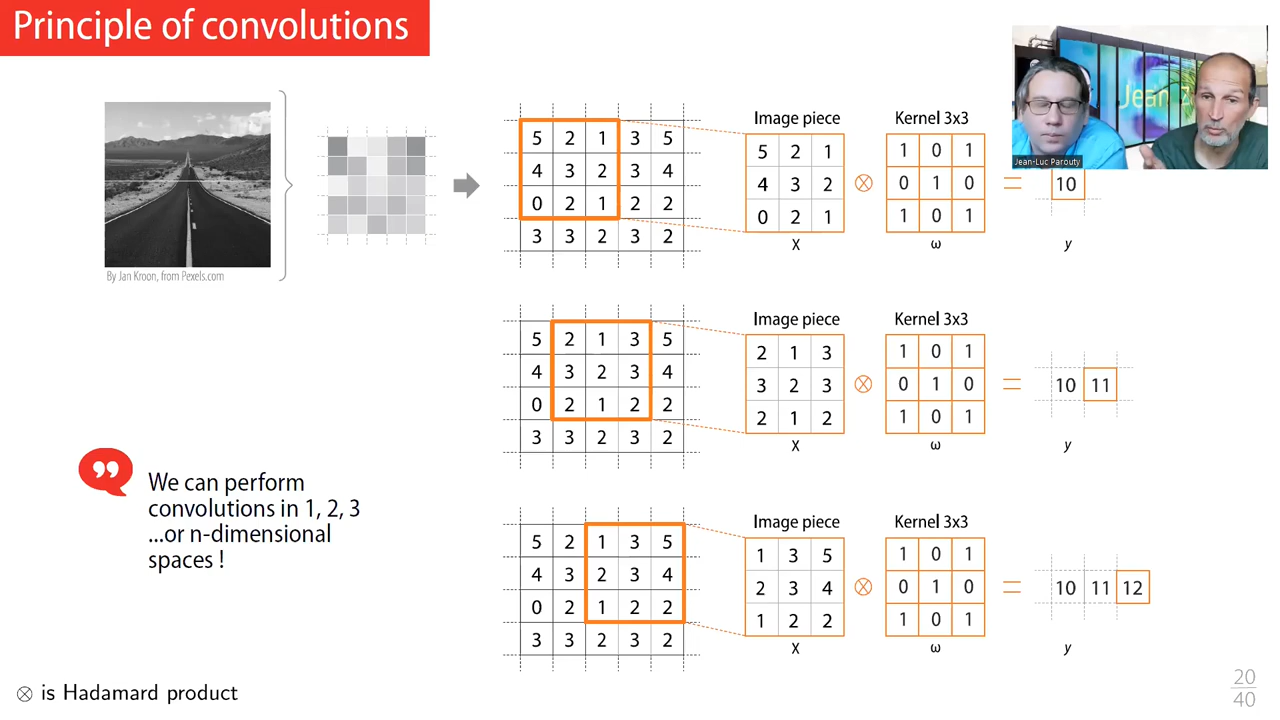 Principle of convolutions
By Jan Kroon, from Pexels.com
5 2 1 3 5
4 3 2 3 4
0 2 1 2 2
3 3 2 3 2
Image piece
5 2 1
4 3 2
0 2 1
X
⊗
Kernel 3x3
1 0 1
0 1 0
1 0 1
ω
=
10
y
Jean Z
Jean-Luc Parouty
5 2 1 3 5
4 3 2 3 4
0 2 1 2 2
3 3 2 3 2
Image piece
2 1 3
3 2 3
2 1 2
X
⊗
Kernel 3x3
1 0 1
0 1 0
1 0 1
ω
=
10 11
y
”
We can perform
convolutions in 1, 2, 3
...or n-dimensional
spaces !
5 2 1 3 5
4 3 2 3 4
0 2 1 2 2
3 3 2 3 2
Image piece
1 3 5
2 3 4
1 2 2
X
⊗
Kernel 3x3
1 0 1
0 1 0
1 0 1
ω
=
10 11 12
y
⊗ is Hadamard product
20
40